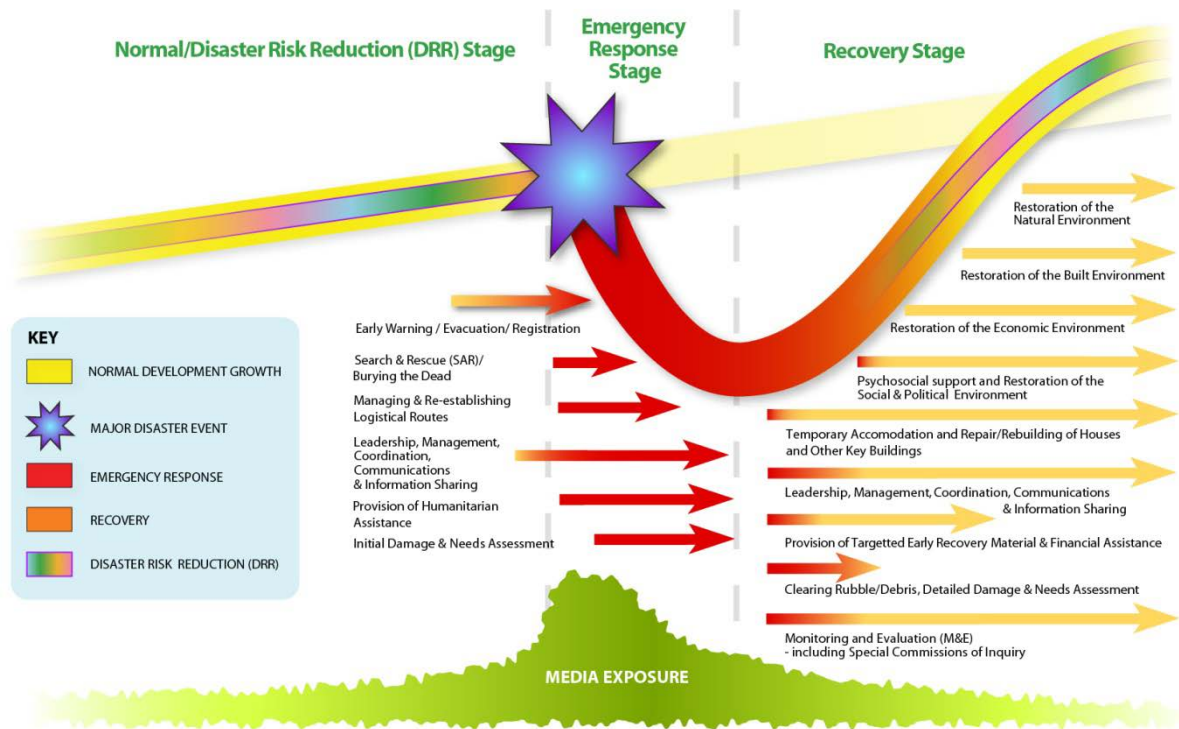 Normal/Disaster Risk Reduction (DRR) Stage
Emergency
Response
Stage
Recovery Stage
Restoration of the
Natural Environment
Restoration of the Built Environment
Restoration of the Economic Environment
Psychosocial support and Restoration of the
Social & Political Environment
Temporary Accomodation and Repair/Rebuilding of Houses
and Other Key Buildings
Leadership, Management, Coordination, Communications
& Information Sharing
Provision of Targetted Early Recovery Material & Financial Assistance
Clearing Rubble/Debris, Detailed Damage & Needs Assessment
Monitoring and Evaluation (M&E)
- including Special Commissions of Inquiry
Early Warning / Evacuation/ Registration
Search & Rescue (SAR)/
Burying the Dead
Managing & Re-establishing
Logistical Routes
Leadership, Management,
Coordination,
Communications
& Information Sharing
Provision of Humanitarian
Assistance
Initial Damage & Needs Assessment
KEY
NORMAL DEVELOPMENT GROWTH
MAJOR DISASTER EVENT
EMERGENCY RESPONSE
RECOVERY
DISASTER RISK REDUCTION (DRR)
MEDIA EXPOSURE